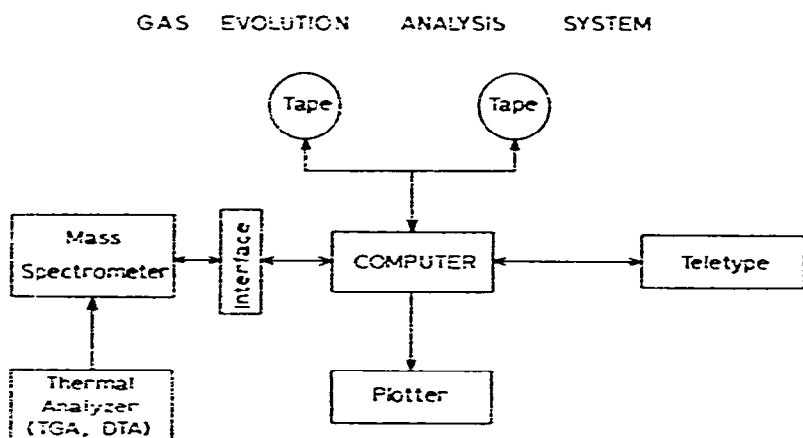 GAS EVOLUTION ANALYSIS SYSTEM
Tape
Tape
Mass
Spectrometer
Interface
COMPUTER
Teletype
Thermal
Analyzer
(TGA, DTA)
Plotter